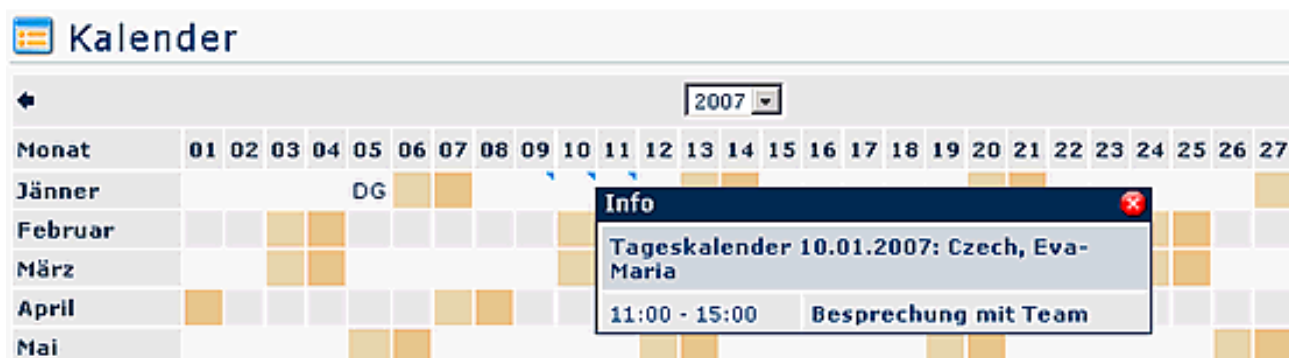 Kalender
2007
Monat 01 02 03 04 05 06 07 08 09 10 11 12 13 14 15 16 17 18 19 20 21 22 23 24 25 26 27
Jänner DG
Info
Februar
Tageskalender 10.01.2007: Czech, Eva-
Maria
März
April
11:00 - 15:00 Besprechung mit Team
Mai